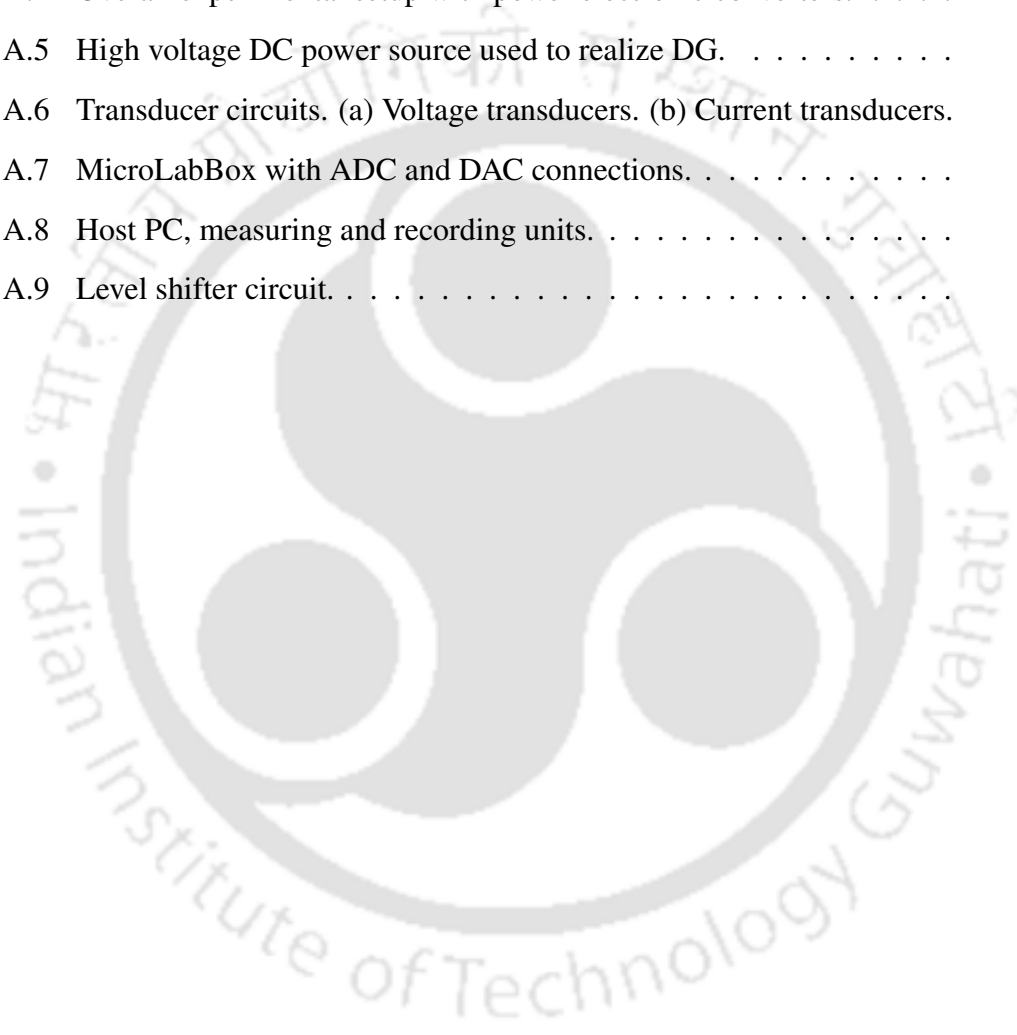 A.5 High voltage DC power source used to realize DG. . . . . . . . . . .
A.6 Transducer circuits. (a) Voltage transducers. (b) Current transducers.
A.7 MicroLabBox with ADC and DAC connections. . . . . . . . . . . . .
A.8 Host PC, measuring and recording units. . . . . . . . . . . . . . . . .
A.9 Level shifter circuit. . . . . . . . . . . . . . . . . . . . . . . . . . . .
Indian Institute of Technology Guwahati